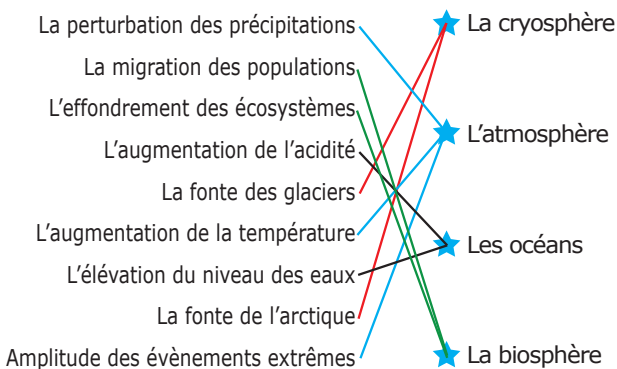 La perturbation des précipitations
La migration des populations
L'effondrement des écosystèmes
L'augmentation de l'acidité
La fonte des glaciers
L'augmentation de la température
L'élévation du niveau des eaux
La fonte de l'arctique
Amplitude des évènements extrêmes
La cryosphère
L'atmosphère
Les océans
La biosphère